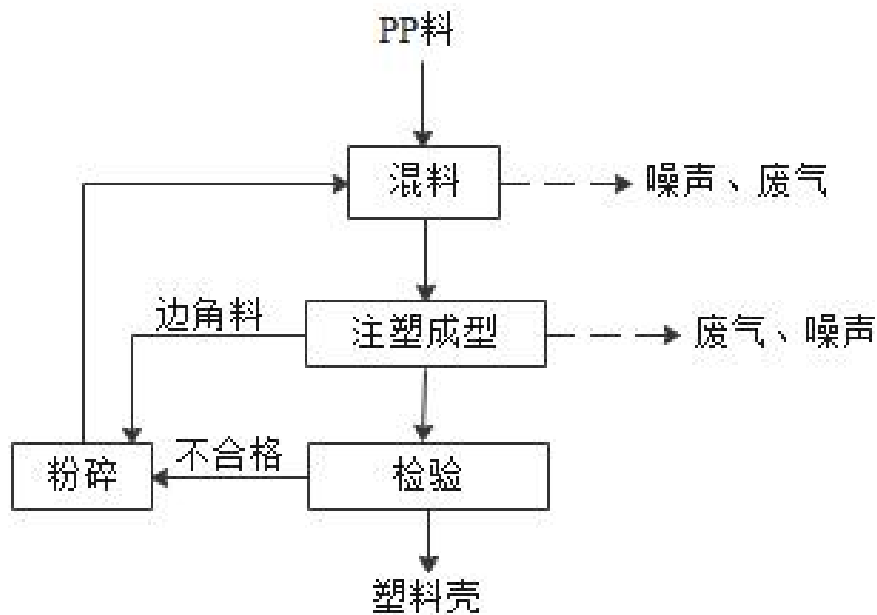 PP料
混料
噪声、废气
边角料
注塑成型
废气、噪声
粉碎
不合格
检验
塑料壳